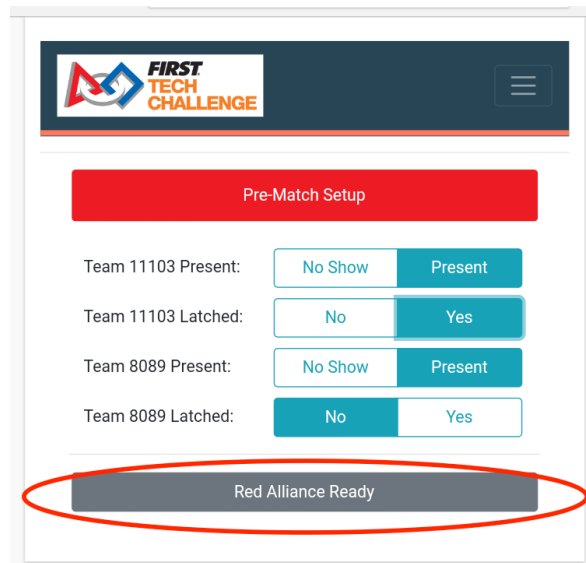 FIRST
TECH
CHALLENGE
Pre-Match Setup
Team 11103 Present: No Show Present
Team 11103 Latched: No Yes
Team 8089 Present: No Show Present
Team 8089 Latched: No Yes
Red Alliance Ready